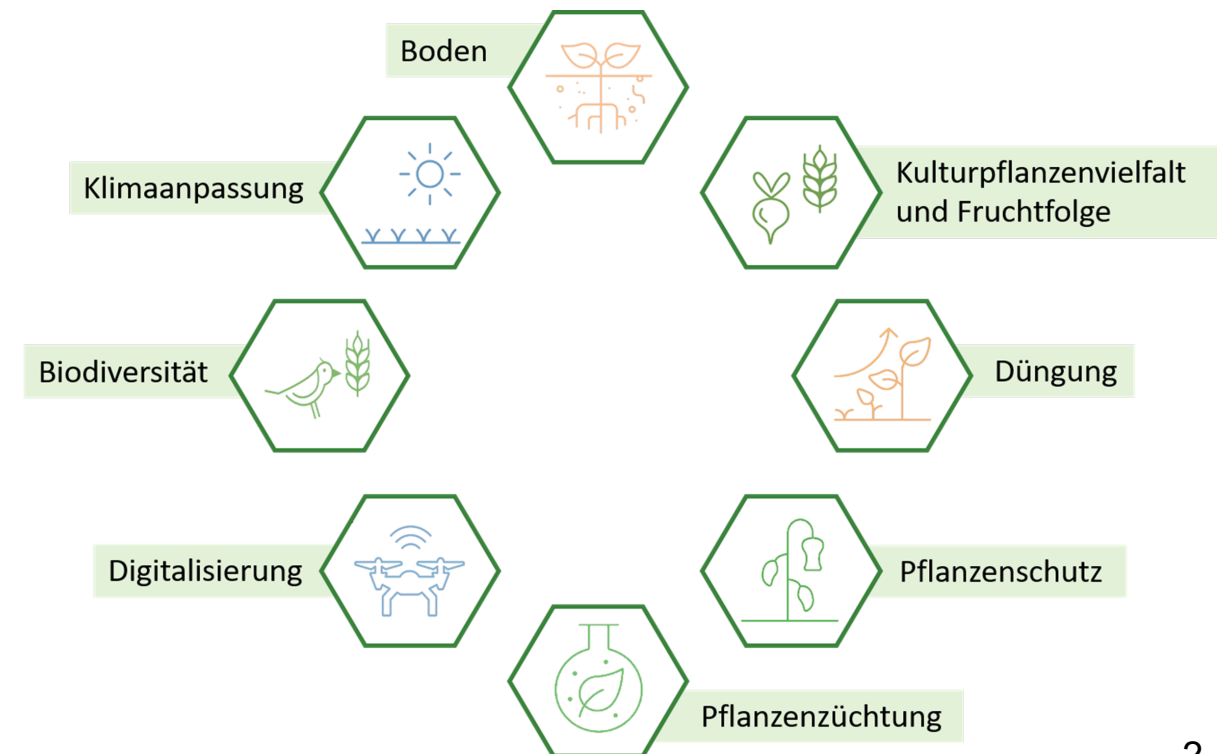 Boden
Kulturpflanzenvielfalt
und Fruchtfolge
Klimaanpassung
Biodiversität
Düngung
Digitalisierung
Pflanzenschutz
Pflanzenzüchtung